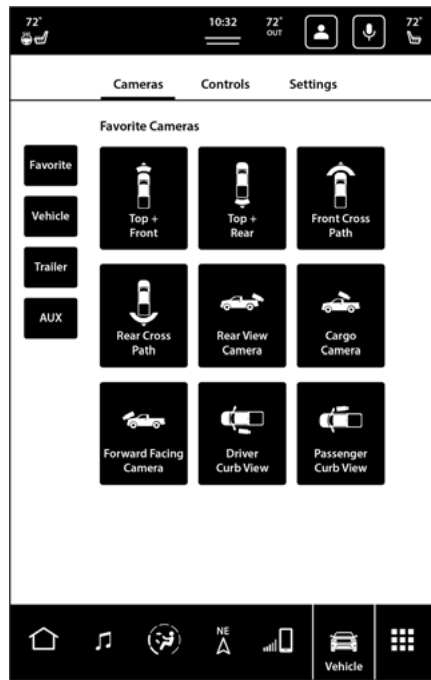 72°
10:32
72°
OUT
72°
Cameras
Controls
Settings
Favorite Cameras
Favorite
Vehicle
Trailer
AUX
Top +
Front
Top +
Rear
Front Cross
Path
Rear Cross
Path
Rear View
Camera
Cargo
Camera
Forward Facing
Camera
Driver
Curb View
Passenger
Curb View
NE
Vehicle